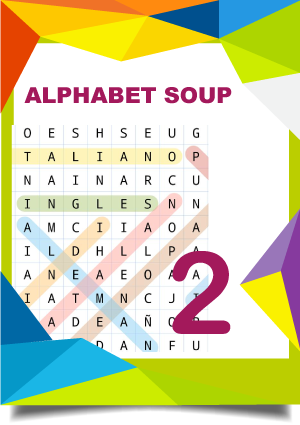 ALPHABET SOUP
O E S H S E U G
T A L I A N O P
N A I N A R C U
I N G L E S N N
A M C I I A O A
I L D H L L P A
A N E A E O A A
I A T M N C J I
A D E A Ñ O
D A N F U
2